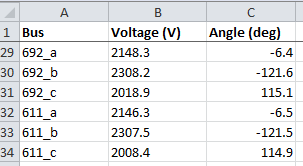 A B C
1 Bus Voltage (V) Angle (deg)
29 692_a 2148.3 -6.4
30 692_b 2308.2 -121.6
31 692_c 2018.9 115.1
32 611_a 2146.3 -6.5
33 611_b 2307.5 -121.5
34 611_c 2008.4 114.9